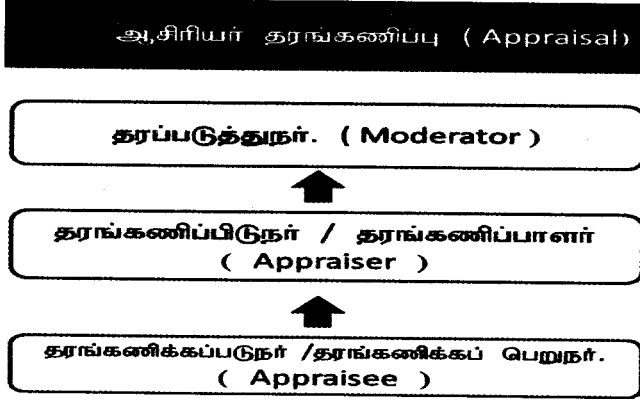 ஆ,சிரியர் தரங்கணிப்பு ( Appraisal)
தரப்படுத்துநர். ( Moderator )
தரங்கணிப்பிடுநர் / தரங்கணிப்பாளர்
( Appraiser )
தரங்கணிக்கப்படுநர் /தரங்கணிக்கப் பெறுநர்.
( Appraisee )